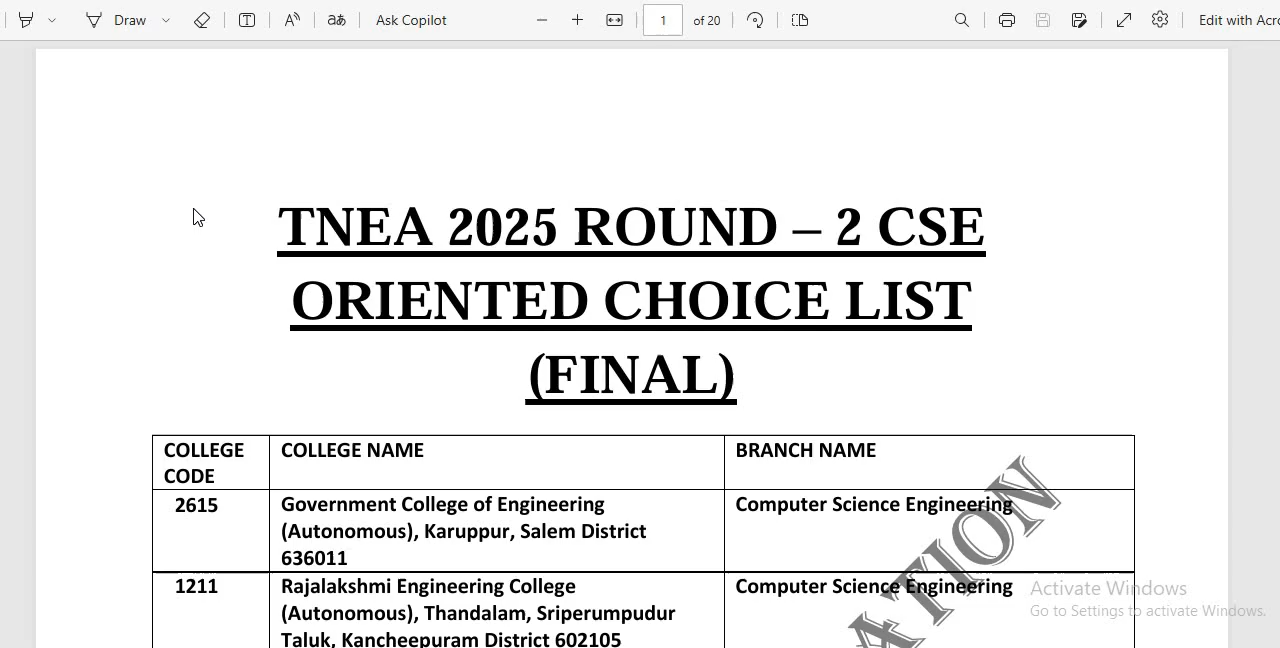 Draw
Ask Copilot
1 of 20
Edit with
TNEA 2025 ROUND – 2 CSE
ORIENTED CHOICE LIST
(FINAL)
COLLEGE CODE COLLEGE NAME BRANCH NAME
2615 Government College of Engineering Computer Science Engineering
(Autonomous), Karuppur, Salem District
636011
1211 Rajalakshmi Engineering College Computer Science Engineering
(Autonomous), Thandalam, Sriperumpudur
Taluk, Kancheepuram District 602105
Activate Windows
Go to Settings to activate Windows.